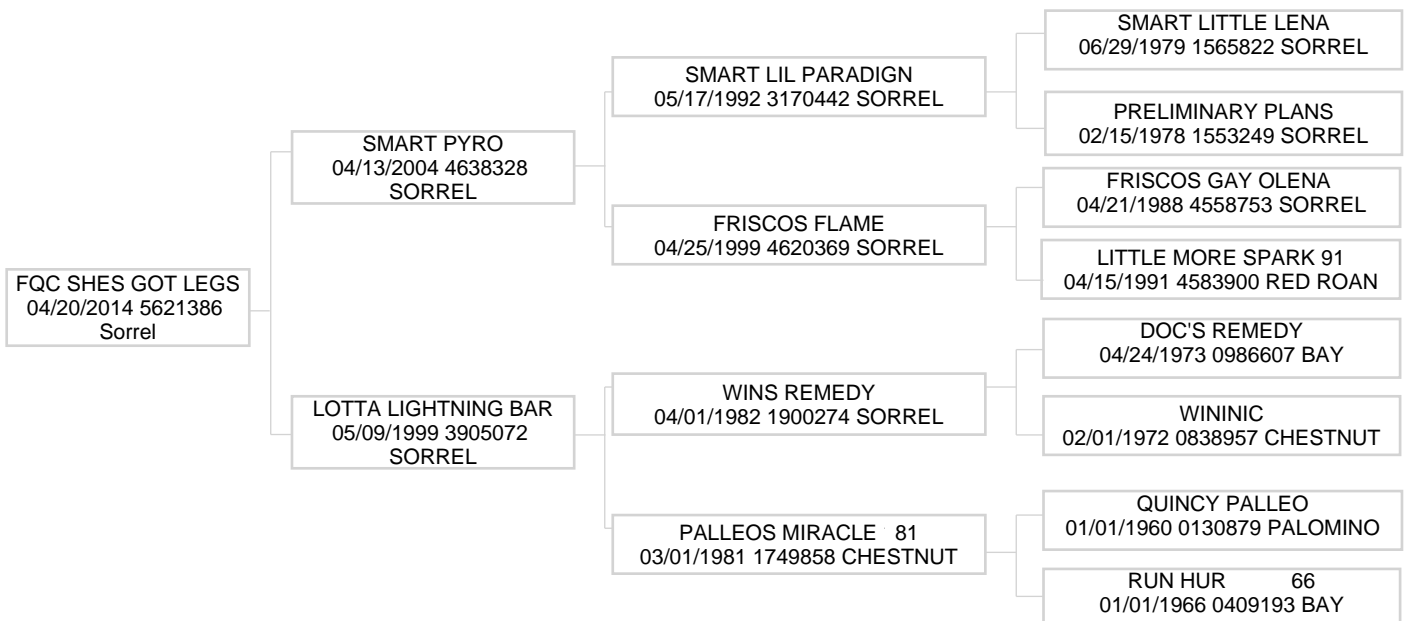 FQC SHES GOT LEGS
04/20/2014 5621386
Sorrel
SMART PYRO
04/13/2004 4638328
SORREL
LOTTA LIGHTNING BAR
05/09/1999 3905072
SORREL
SMART LIL PARADIGN
05/17/1992 3170442 SORREL
FRISCOS FLAME
04/25/1999 4620369 SORREL
WINS REMEDY
04/01/1982 1900274 SORREL
PALLEOS MIRACLE 81
03/01/1981 1749858 CHESTNUT
SMART LITTLE LENA
06/29/1979 1565822 SORREL
PRELIMINARY PLANS
02/15/1978 1553249 SORREL
FRISCOS GAY OLENA
04/21/1988 4558753 SORREL
LITTLE MORE SPARK 91
04/15/1991 4583900 RED ROAN
DOC'S REMEDY
04/24/1973 0986607 BAY
WININIC
02/01/1972 0838957 CHESTNUT
QUINCY PALLEO
01/01/1960 0130879 PALOMINO
RUN HUR 66
01/01/1966 0409193 BAY